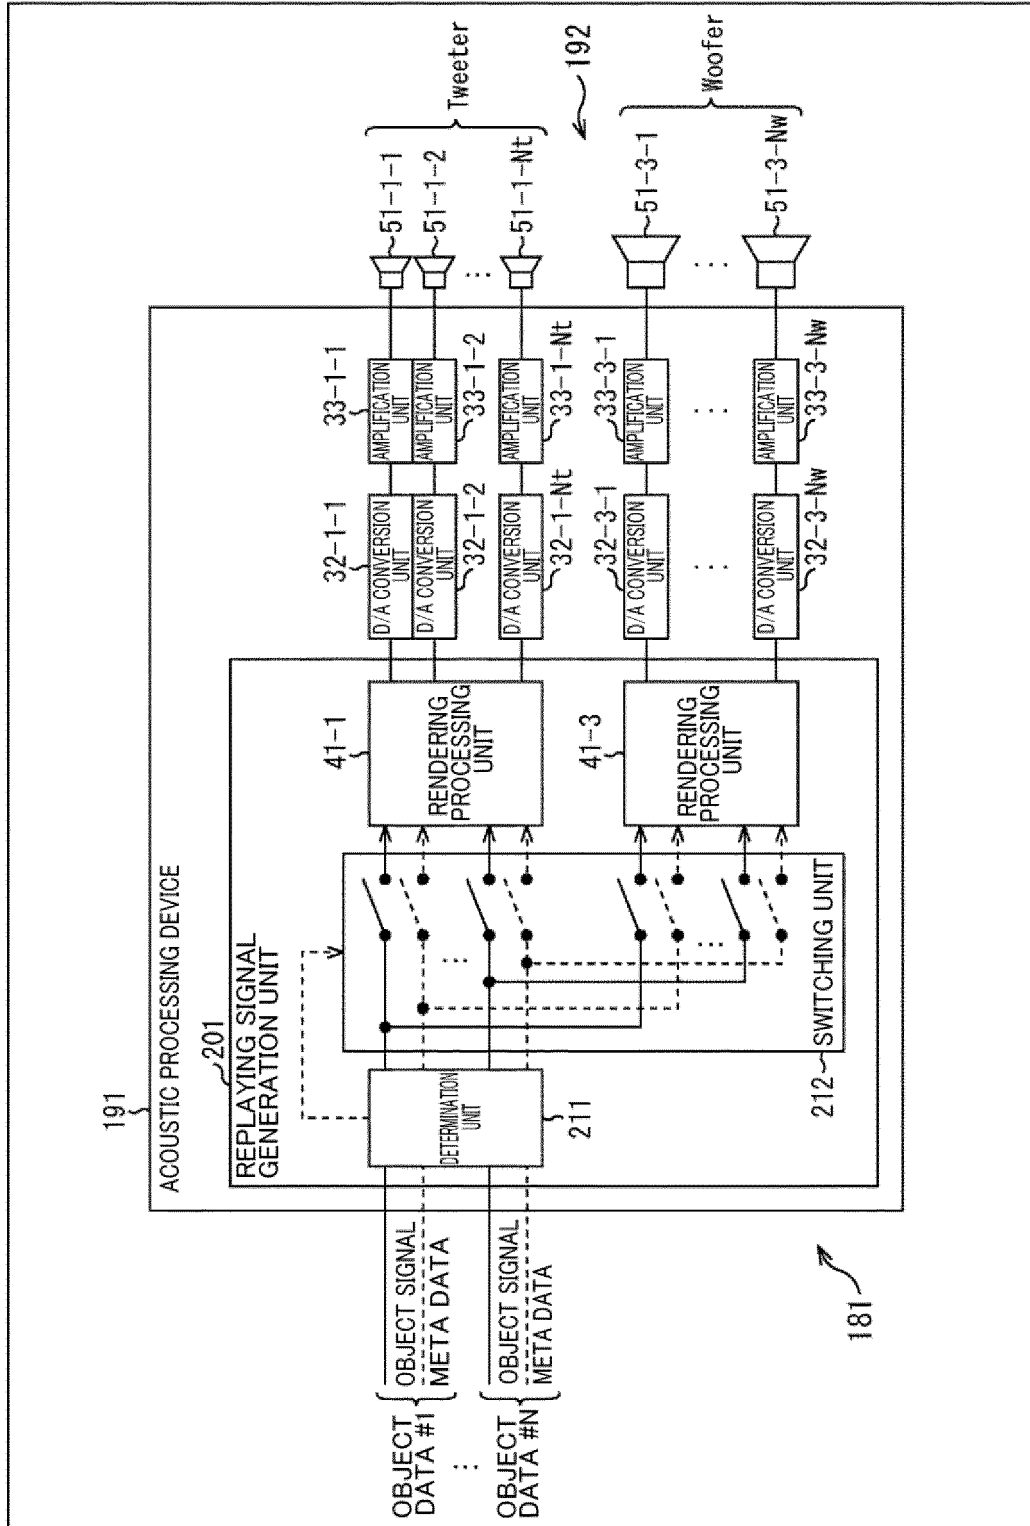 191
ACOUSTIC PROCESSING DEVICE
201
REPLAYING SIGNAL
GENERATION UNIT
OBJECT
DATA #1
OBJECT SIGNAL
META DATA
...
OBJECT
DATA #N
OBJECT SIGNAL
META DATA
DETERMINATION
UNIT
211
...
...
212
SWITCHING UNIT
41-1
RENDERING
PROCESSING
UNIT
41-3
RENDERING
PROCESSING
UNIT
32-1-1
D/A CONVERSION
UNIT
D/A CONVERSION
UNIT
32-1-2
D/A CONVERSION
UNIT
32-1-Nt
32-3-1
D/A CONVERSION
UNIT
...
D/A CONVERSION
UNIT
32-3-Nw
33-1-1
AMPLIFICATION
UNIT
AMPLIFICATION
UNIT
33-1-2
AMPLIFICATION
UNIT
33-1-Nt
33-3-1
AMPLIFICATION
UNIT
...
AMPLIFICATION
UNIT
33-3-Nw
51-1-1
51-1-2
...
51-1-Nt
Tweeter
192
51-3-1
...
51-3-Nw
Woofer
181